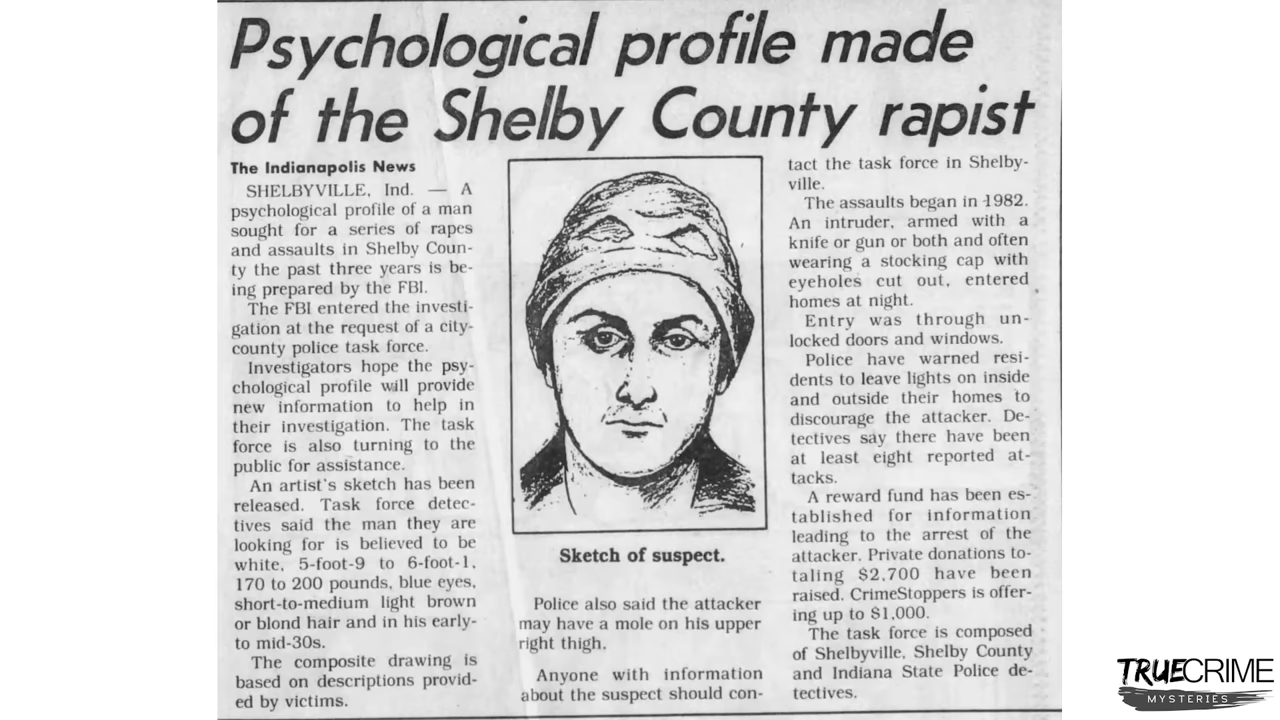 Psychological profile made
of the Shelby County rapist
The Indianapolis News
SHELBYVILLE, Ind. — A
psychological profile of a man
sought for a series of rapes
and assaults in Shelby Coun-
ty the past three years is be-
ing prepared by the FBI.
The FBI entered the investi-
gation at the request of a city-
county police task force.
Investigators hope the psy-
chological profile will provide
new information to help in
their investigation. The task
force is also turning to the
public for assistance.
An artist's sketch has been
released. Task force detec-
tives said the man they are
looking for is believed to be
white, 5-foot-9 to 6-foot-1,
170 to 200 pounds, blue eyes,
short-to-medium light brown
or blond hair and in his early-
to mid-30s.
The composite drawing is
based on descriptions provid-
ed by victims.
Sketch of suspect.
Police also said the attacker
may have a mole on his upper
right thigh.
Anyone with information
about the suspect should con-
tact the task force in Shelby-
ville.
The assaults began in 1982.
An intruder, armed with a
knife or gun or both and often
wearing a stocking cap with
eyeholes cut out, entered
homes at night.
Entry was through un-
locked doors and windows.
Police have warned resi-
dents to leave lights on inside
and outside their homes to
discourage the attacker. De-
tectives say there have been
at least eight reported at-
tacks.
A reward fund has been es-
tablished for information
leading to the arrest of the
attacker. Private donations to-
taling $2,700 have been
raised. CrimeStoppers is offer-
ing up to $1,000.
The task force is composed
of Shelbyville, Shelby County
and Indiana State Police de-
tectives.
TRUECRIME
MYSTERIES